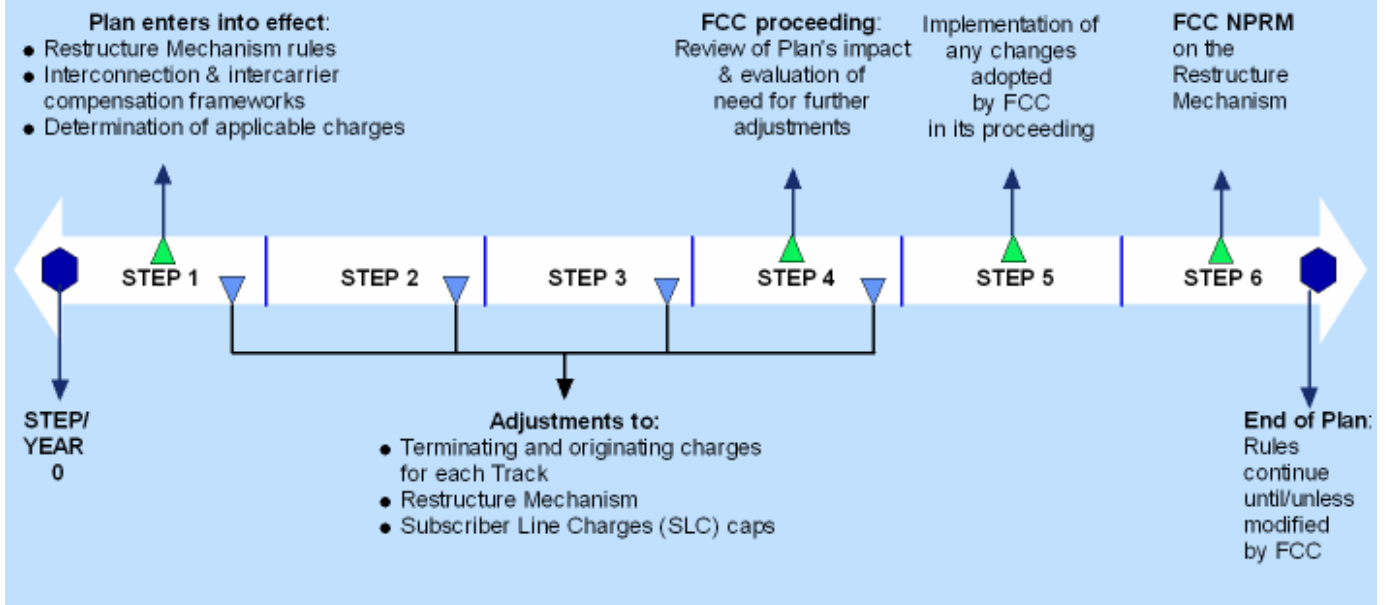 Plan enters into effect:
● Restructure Mechanism rules
● Interconnection & intercarrier
compensation frameworks
● Determination of applicable charges
FCC proceeding:
Review of Plan's impact
& evaluation of
need for further
adjustments
Implementation of
any changes
adopted
by FCC
in its proceeding
FCC NPRM
on the
Restructure
Mechanism
STEP 1
STEP 2
STEP 3
STEP 4
STEP 5
STEP 6
STEP/
YEAR
0
Adjustments to:
● Terminating and originating charges
for each Track
● Restructure Mechanism
● Subscriber Line Charges (SLC) caps
End of Plan:
Rules
continue
until/unless
modified
by FCC